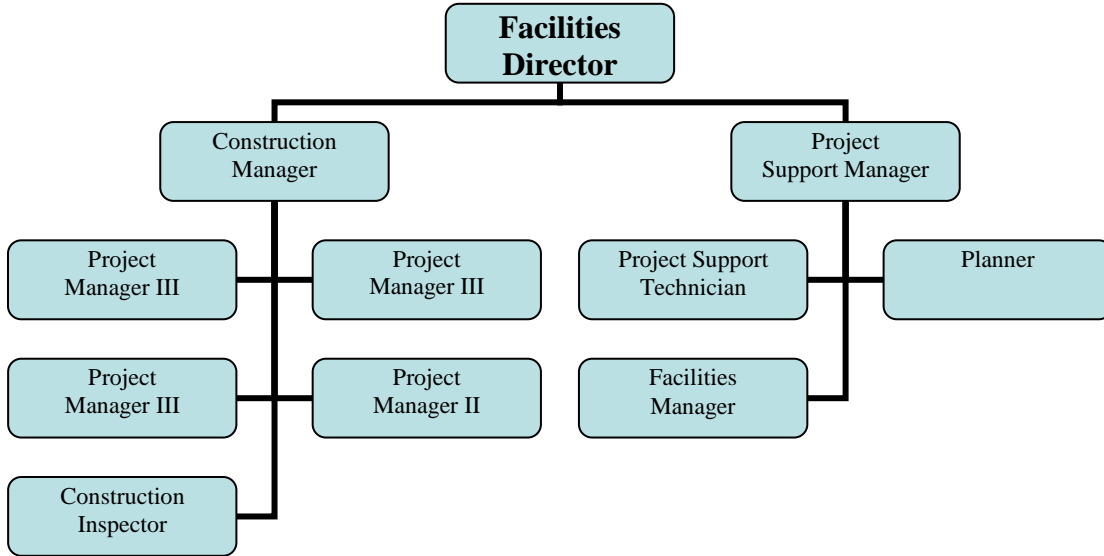 Facilities
Director
Construction
Manager
Project
Support Manager
Project
Manager III
Project
Manager III
Project Support
Technician
Planner
Project
Manager III
Project
Manager II
Facilities
Manager
Construction
Inspector